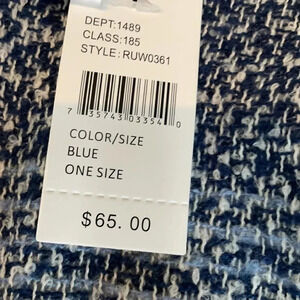 DEPT:1489
CLASS:185
STYLE: RUW0361
7 35743 03354 0
COLOR/SIZE
BLUE
ONE SIZE
$65.00